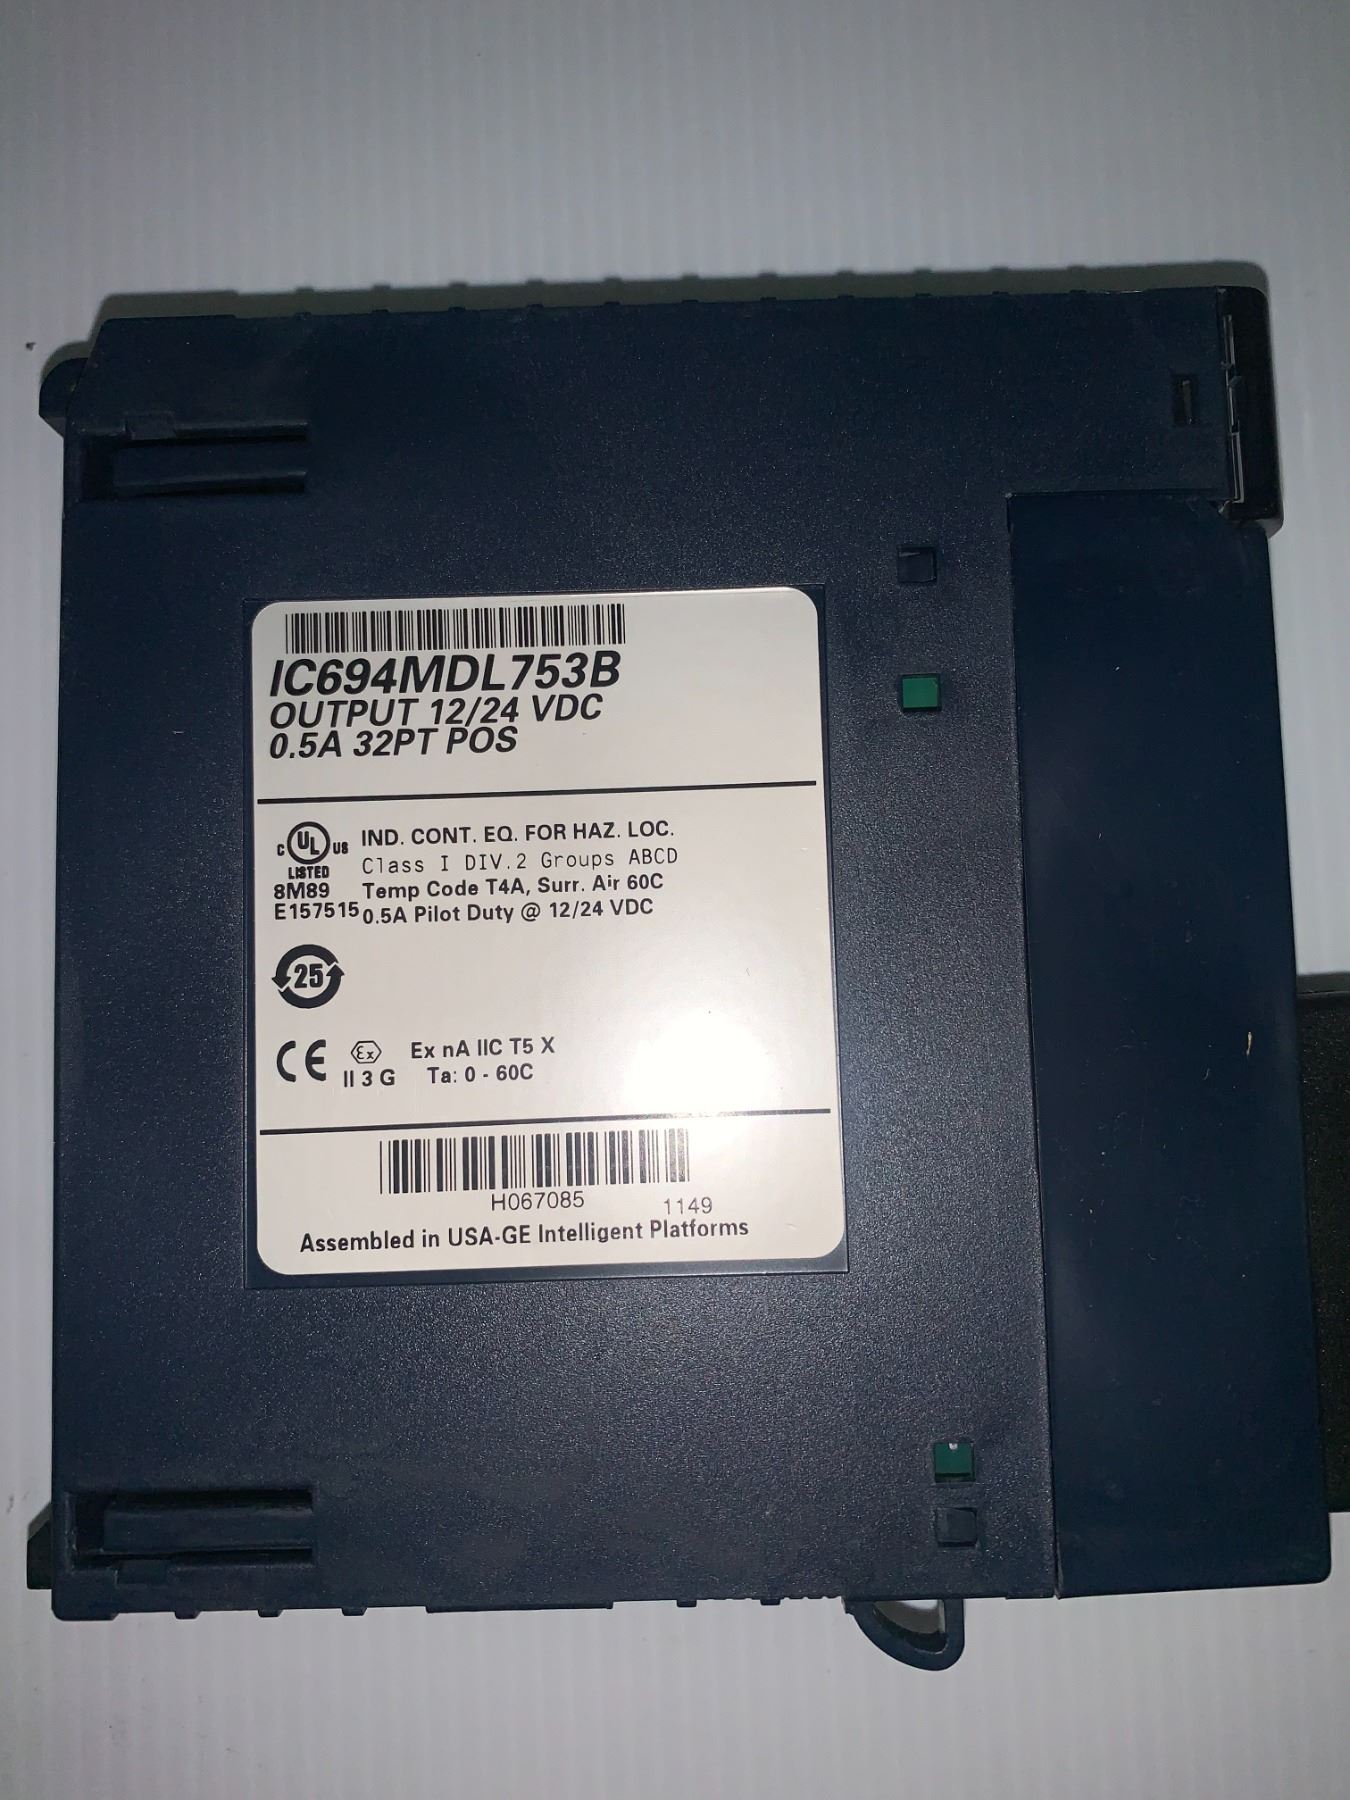 IC694MDL753B
OUTPUT 12/24 VDC
0.5A 32PT POS
C UL US IND. CONT. EQ. FOR HAZ. LOC.
LISTED Class I DIV.2 Groups ABCD
8M89 Temp Code T4A, Surr. Air 60C
E157515 0.5A Pilot Duty @ 12/24 VDC
25
CE Ex Ex nA IIC T5 X
II 3 G Ta: 0 - 60C
H067085 1149
Assembled in USA-GE Intelligent Platforms